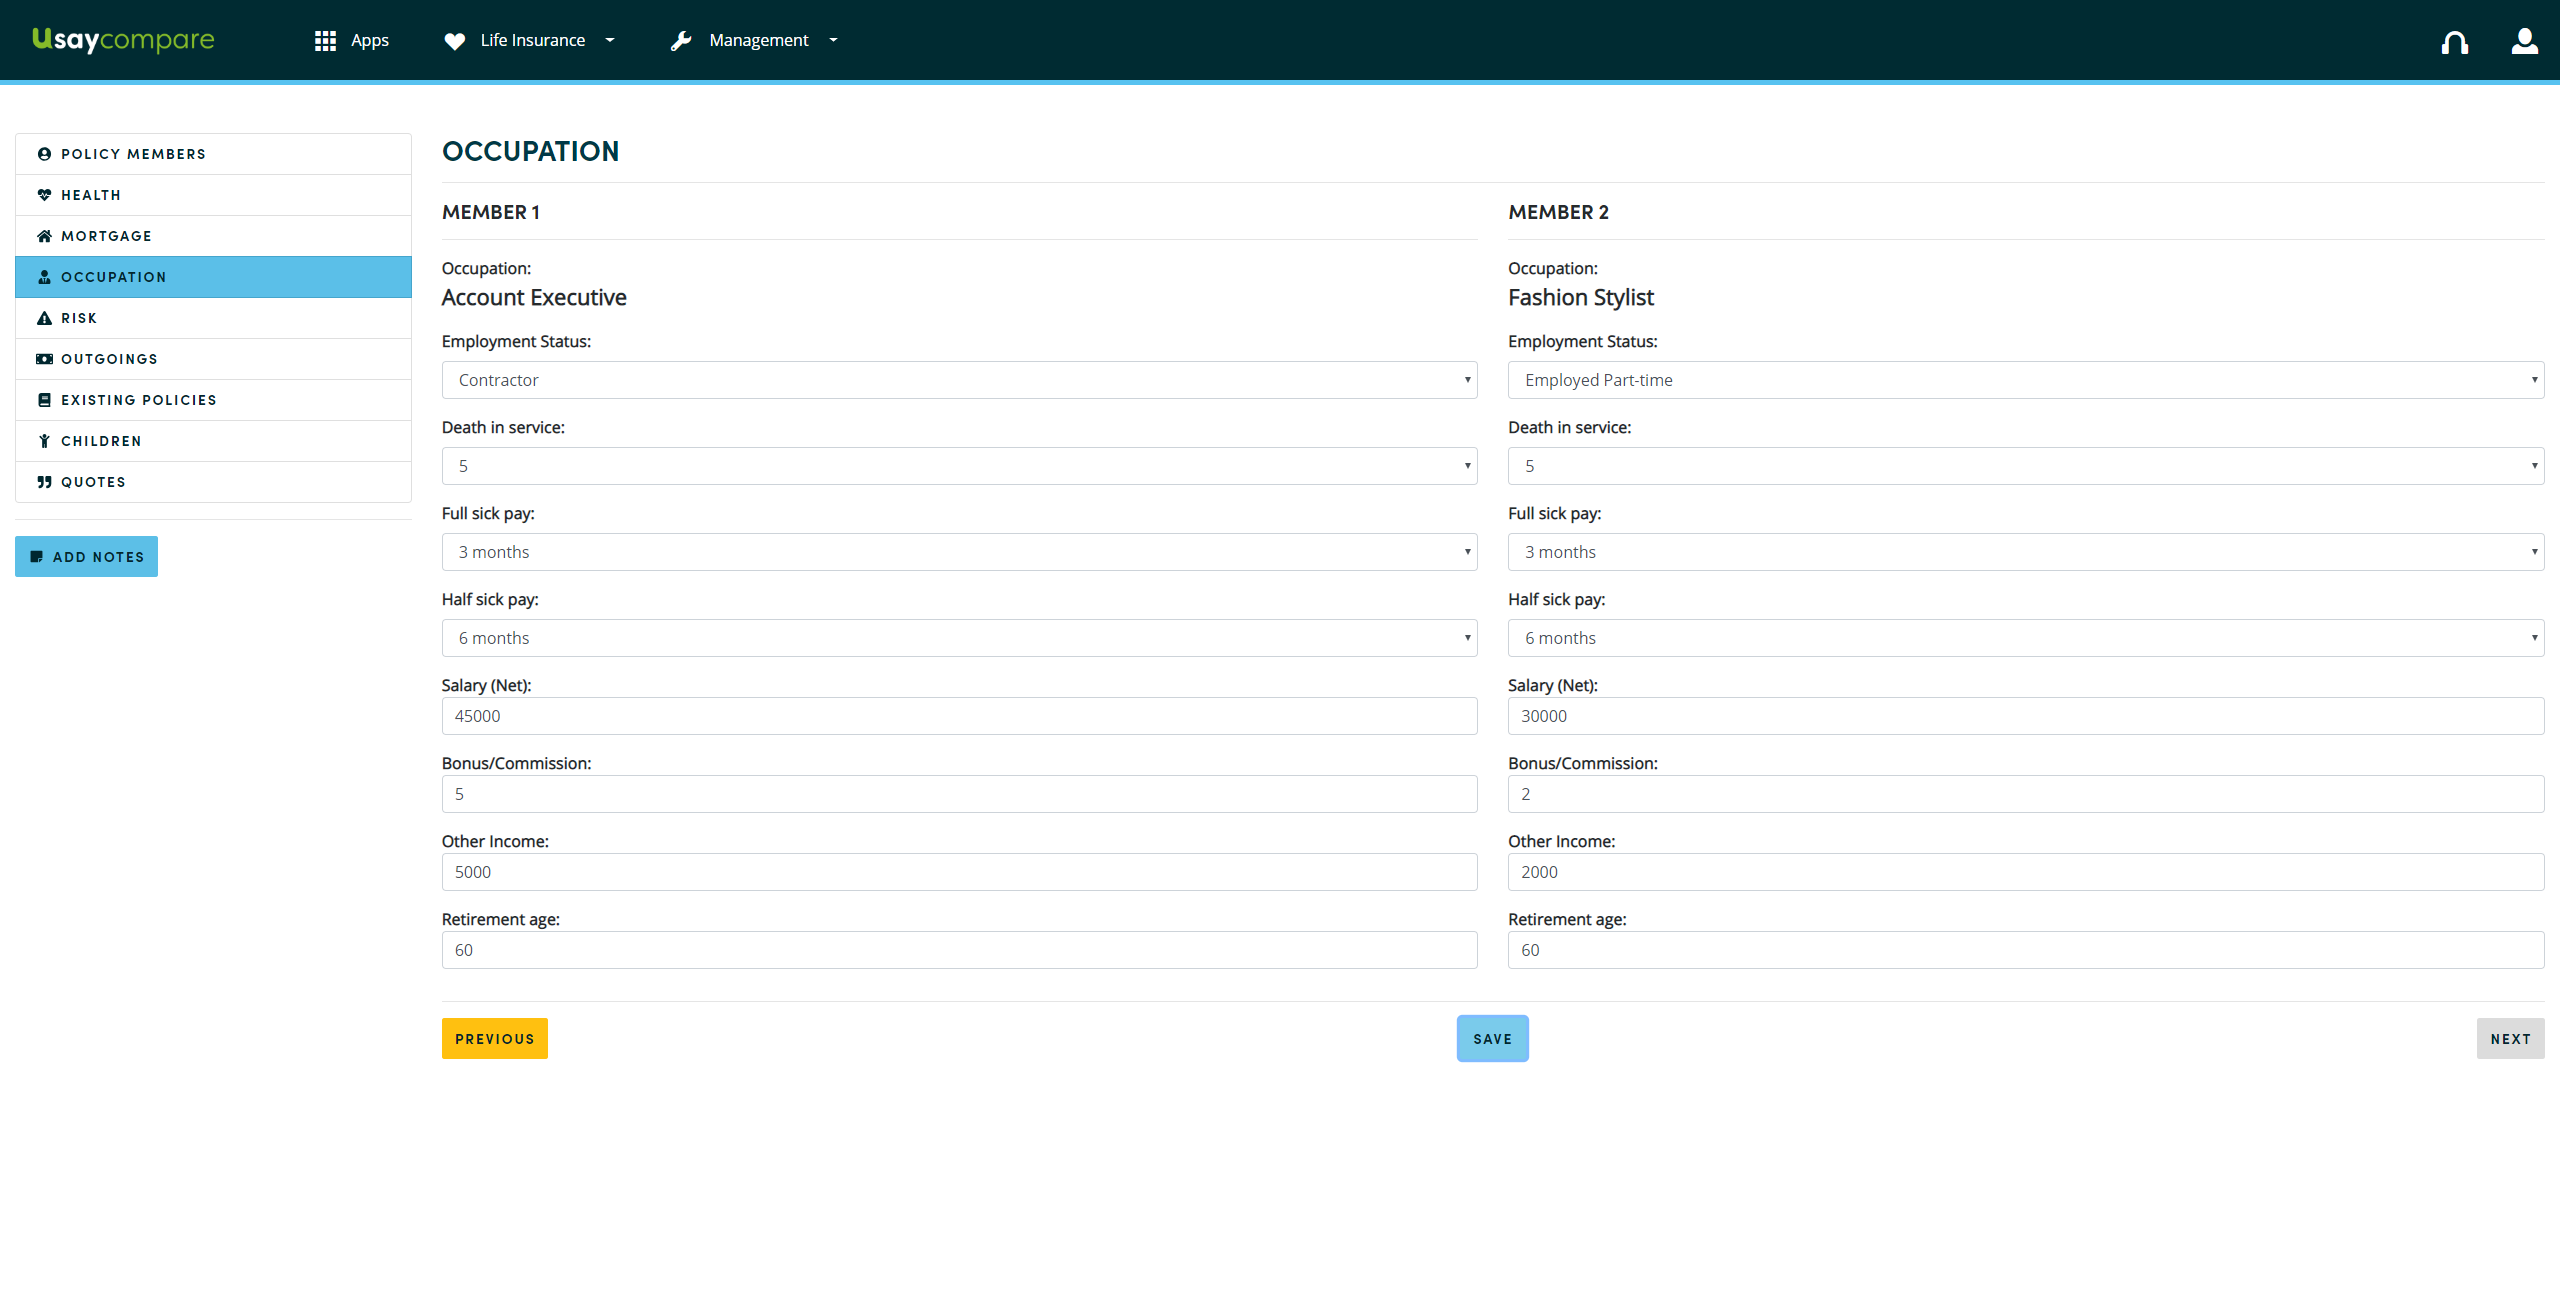 usaycompare
Apps
Life Insurance
Management
POLICY MEMBERS
HEALTH
MORTGAGE
OCCUPATION
RISK
OUTGOINGS
EXISTING POLICIES
CHILDREN
QUOTES
ADD NOTES
OCCUPATION
MEMBER 1
Occupation:
Account Executive
Employment Status:
Contractor
Death in service:
5
Full sick pay:
3 months
Half sick pay:
6 months
Salary (Net):
45000
Bonus/Commission:
5
Other Income:
5000
Retirement age:
60
MEMBER 2
Occupation:
Fashion Stylist
Employment Status:
Employed Part-time
Death in service:
5
Full sick pay:
3 months
Half sick pay:
6 months
Salary (Net):
30000
Bonus/Commission:
2
Other Income:
2000
Retirement age:
60
PREVIOUS
SAVE
NEXT